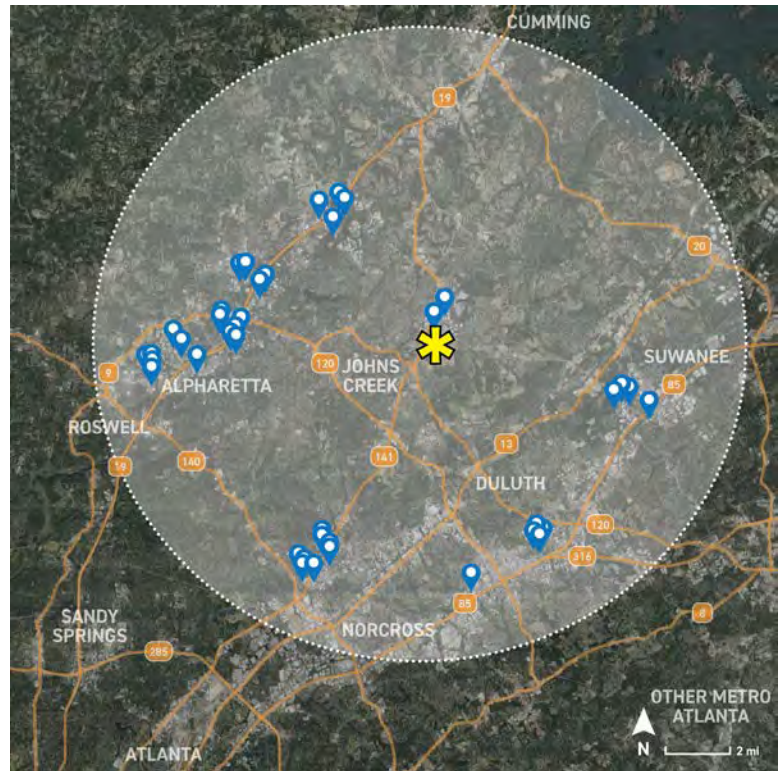 CUMMING
19
20
SUWANEE
85
JOHNS
CREEK
120
9
ALPHARETTA
ROSWELL
19
140
141
13
DULUTH
120
316
85
8
SANDY
SPRINGS
NORCROSS
285
OTHER METRO
ATLANTA
ATLANTA
N
2 mi